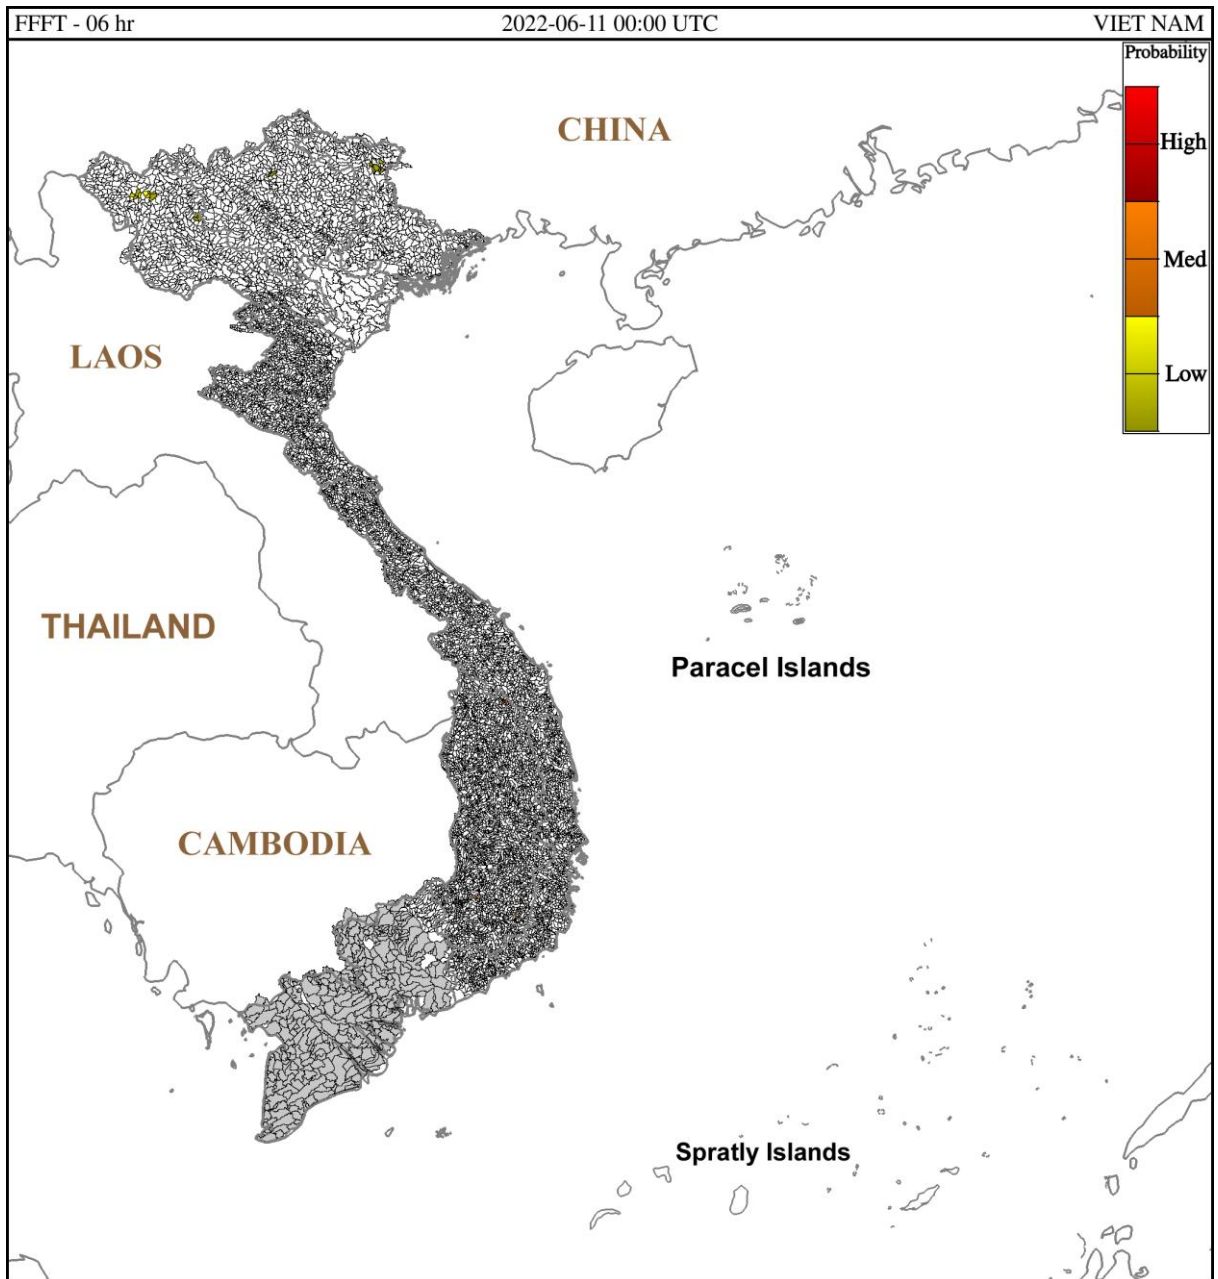 FFFT - 06 hr 2022-06-11 00:00 UTC VIET NAM
Probability
CHINA
High
Med
LAOS
Low
THAILAND
Paracel Islands
CAMBODIA
Spratly Islands